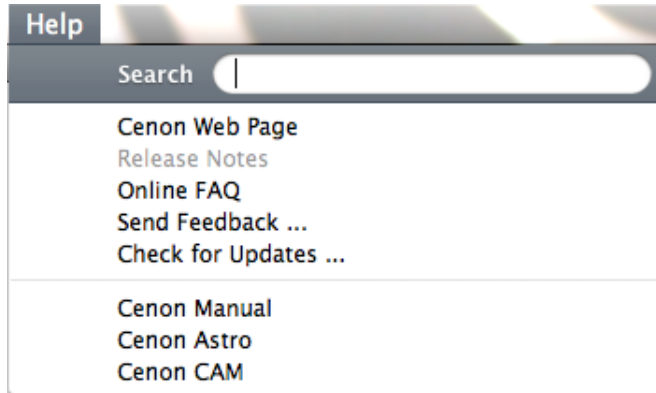 Help
Search
Cenon Web Page
Release Notes
Online FAQ
Send Feedback ...
Check for Updates ...
Cenon Manual
Cenon Astro
Cenon CAM